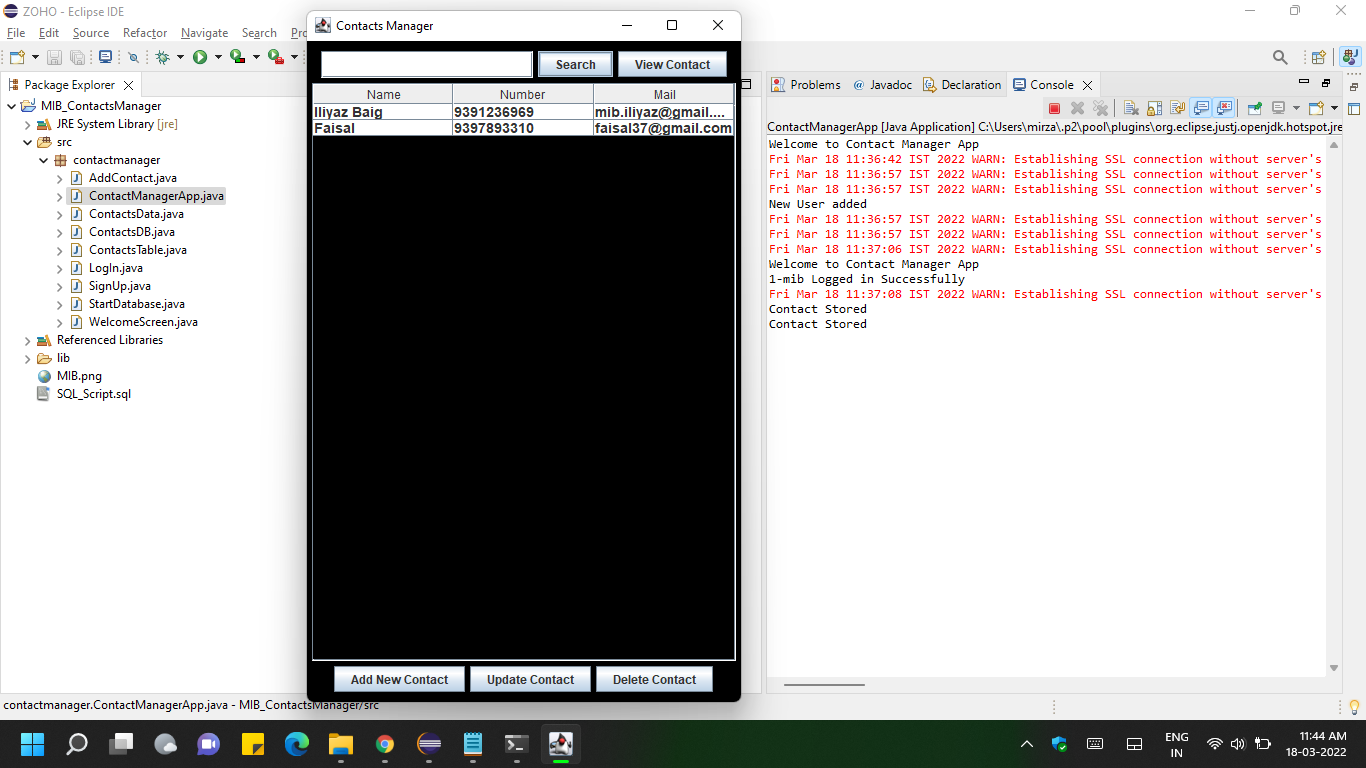 ZOHO - Eclipse IDE
File Edit Source Refactor Navigate Search
Package Explorer
MIB_ContactsManager
JRE System Library [jre]
src
contactmanager
AddContact.java
ContactManagerApp.java
ContactsData.java
ContactsDB.java
ContactsTable.java
LogIn.java
SignUp.java
StartDatabase.java
WelcomeScreen.java
Referenced Libraries
lib
MIB.png
SQL_Script.sql
Contacts Manager
Search View Contact
Name Number Mail
Iliyaz Baig 9391236969 mib.iliyaz@gmail....
Faisal 9397893310 faisal37@gmail.com
Add New Contact Update Contact Delete Contact
Problems @ Javadoc Declaration Console
ContactManagerApp [Java Application] C:\Users\mirza\.p2\pool\plugins\org.eclipse.justj.openjdk.hotspot.jre
Welcome to Contact Manager App
Fri Mar 18 11:36:42 IST 2022 WARN: Establishing SSL connection without server's
Fri Mar 18 11:36:57 IST 2022 WARN: Establishing SSL connection without server's
Fri Mar 18 11:36:57 IST 2022 WARN: Establishing SSL connection without server's
New User added
Fri Mar 18 11:36:57 IST 2022 WARN: Establishing SSL connection without server's
Fri Mar 18 11:36:57 IST 2022 WARN: Establishing SSL connection without server's
Fri Mar 18 11:37:06 IST 2022 WARN: Establishing SSL connection without server's
Welcome to Contact Manager App
1-mib Logged in Successfully
Fri Mar 18 11:37:08 IST 2022 WARN: Establishing SSL connection without server's
Contact Stored
Contact Stored
contactmanager.ContactManagerApp.java - MIB_ContactsManager/src
ENG
IN
11:44 AM
18-03-2022